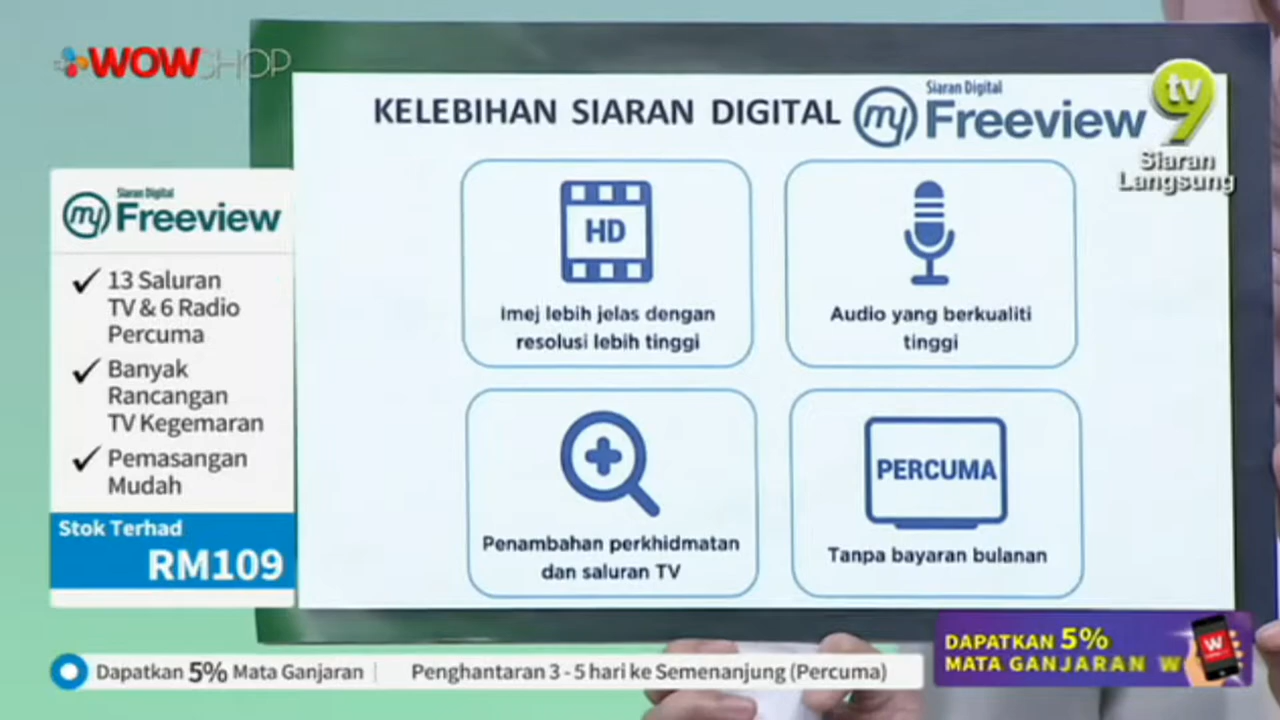 WOWSHOP
KELEBIHAN SIARAN DIGITAL
Siaran Digital
my Freeview
tv9
Siaran
Langsung
Siaran Digital
my Freeview
✓ 13 Saluran
TV & 6 Radio
Percuma
✓ Banyak
Rancangan
TV Kegemaran
✓ Pemasangan
Mudah
Stok Terhad
RM109
HD
Imej lebih jelas dengan
resolusi lebih tinggi
Audio yang berkualiti
tinggi
Penambahan perkhidmatan
dan saluran TV
PERCUMA
Tanpa bayaran bulanan
Dapatkan 5% Mata Ganjaran | Penghantaran 3 - 5 hari ke Semenanjung (Percuma)
DAPATKAN 5%
MATA GANJARAN W
W